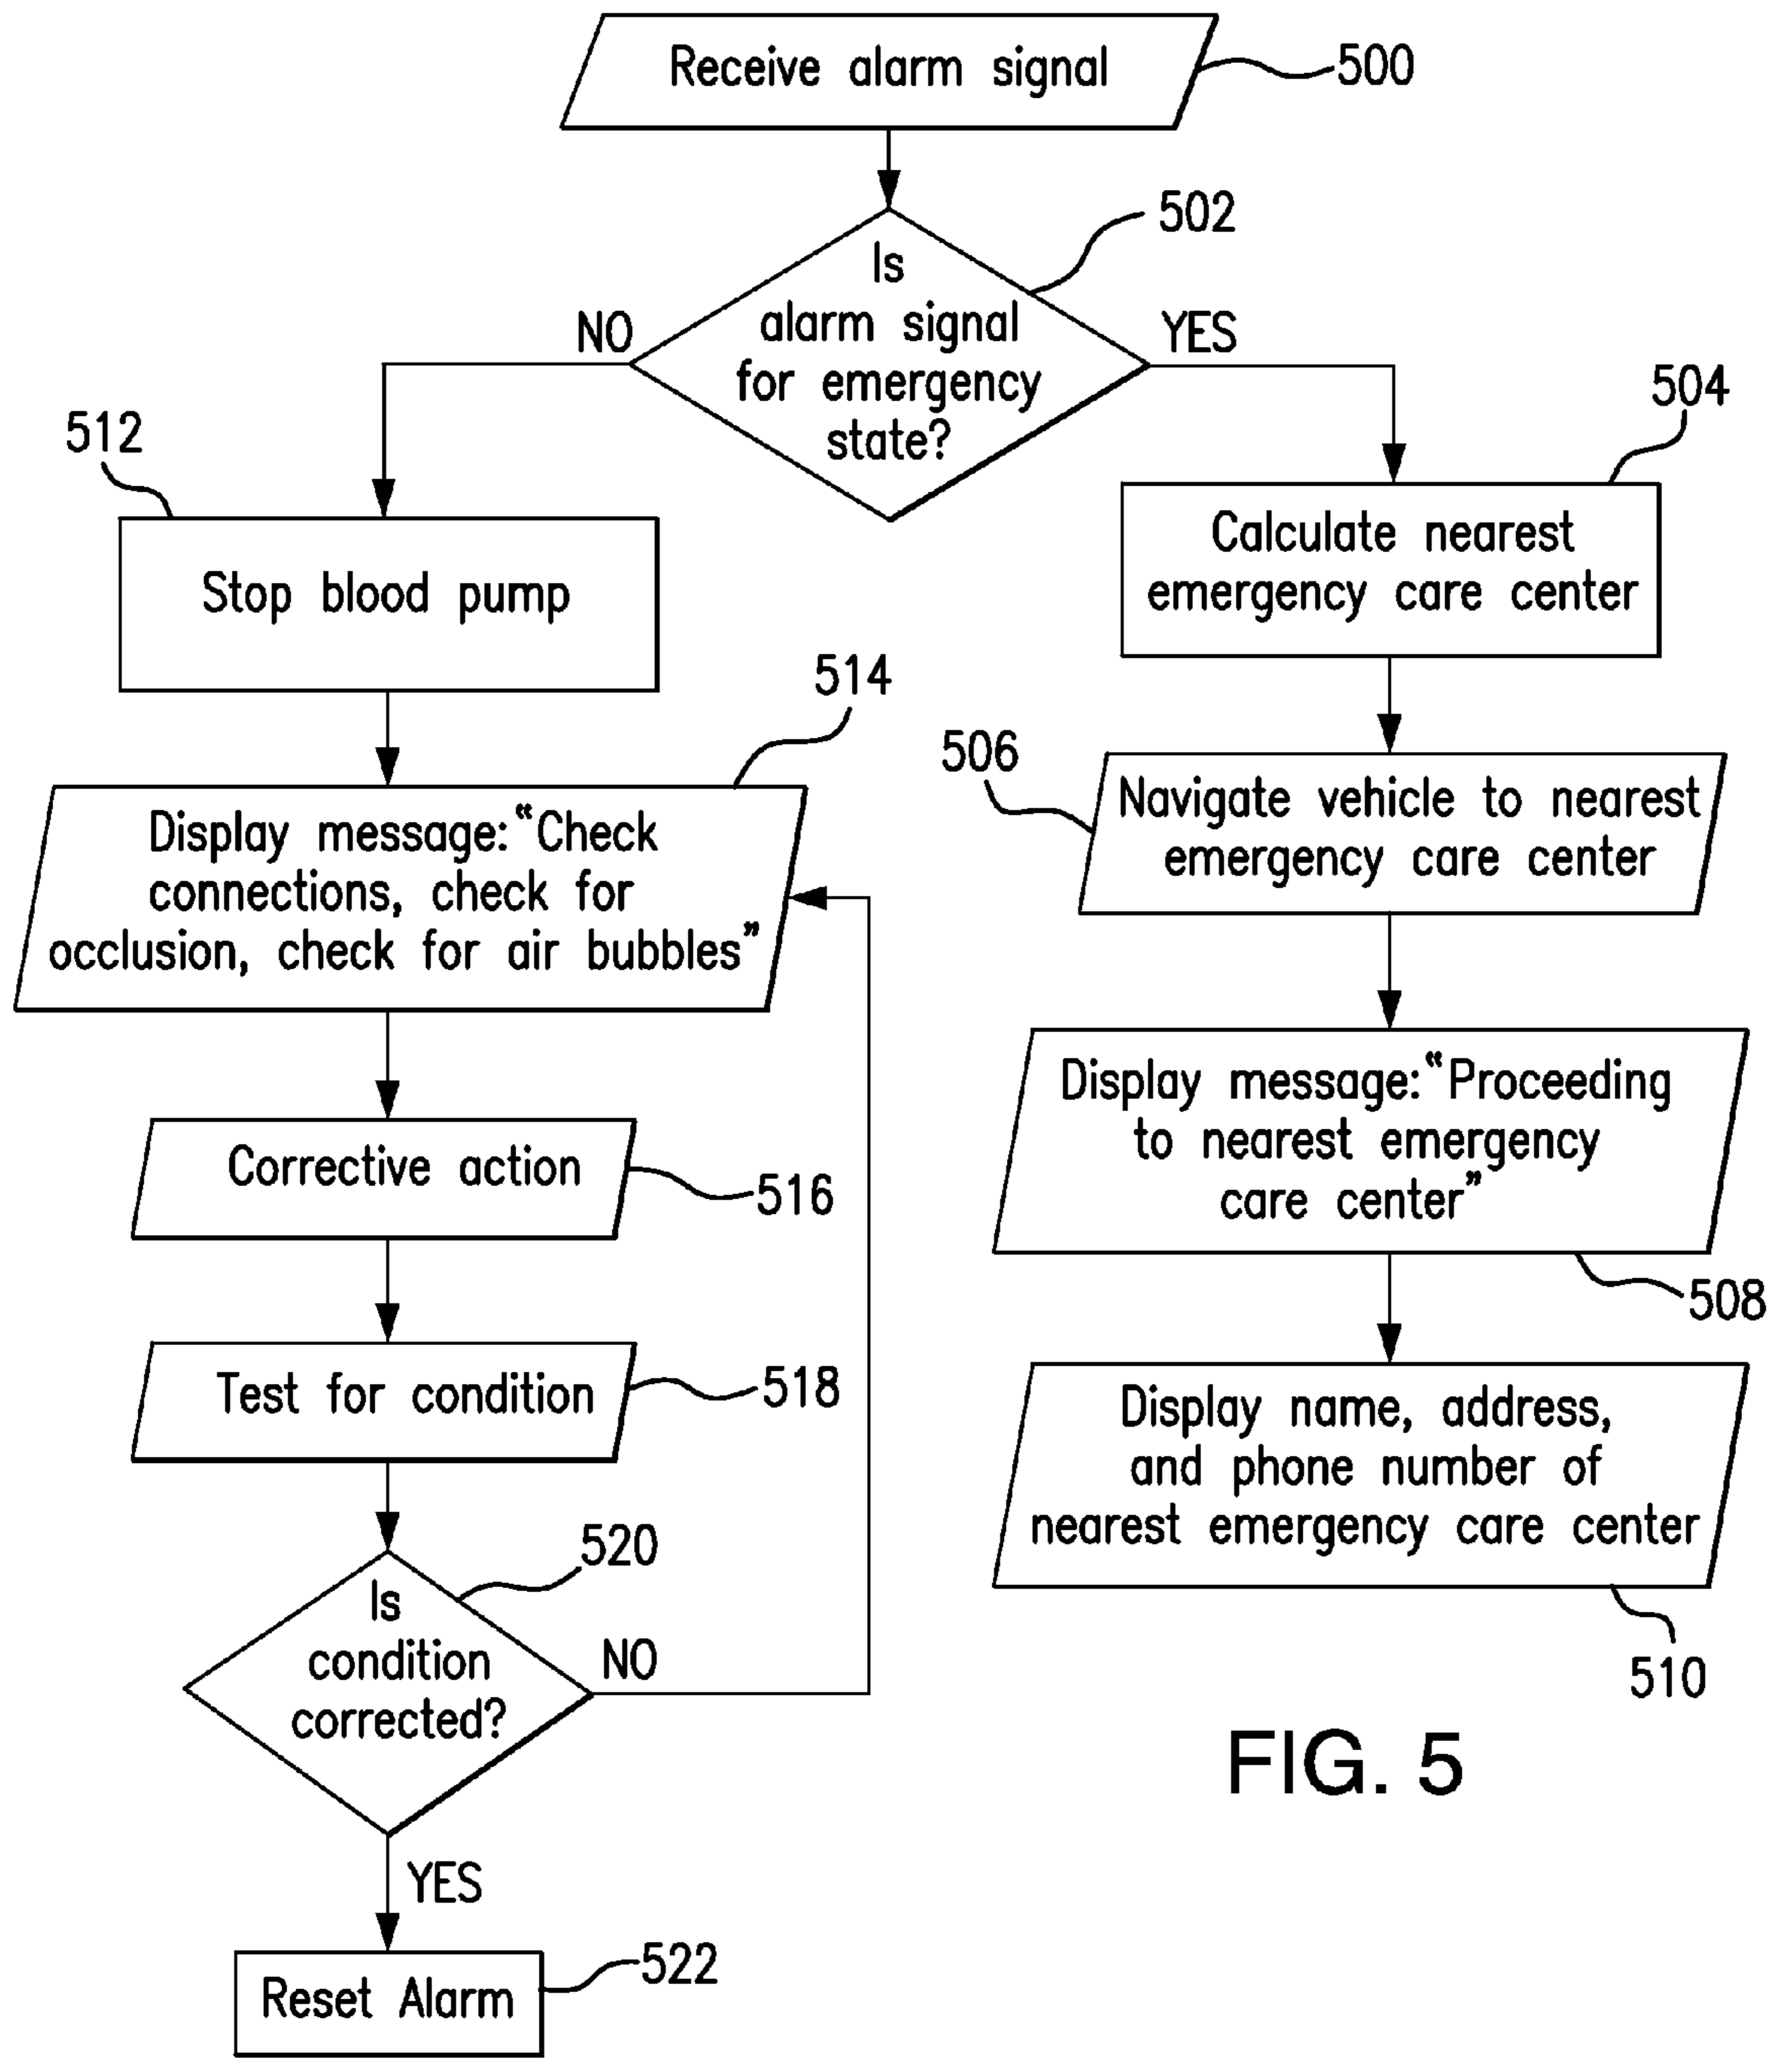 Receive alarm signal
500
502
Is
alarm signal
for emergency
state?
NO
YES
512
504
Stop blood pump
Calculate nearest
emergency care center
514
506
Display message:“Check
connections, check for
occlusion, check for air bubbles”
Navigate vehicle to nearest
emergency care center
Display message:“Proceeding
to nearest emergency
care center”
508
Corrective action
516
Test for condition
518
Display name, address,
and phone number of
nearest emergency care center
510
520
Is
condition
corrected?
NO
YES
Reset Alarm
522
FIG. 5